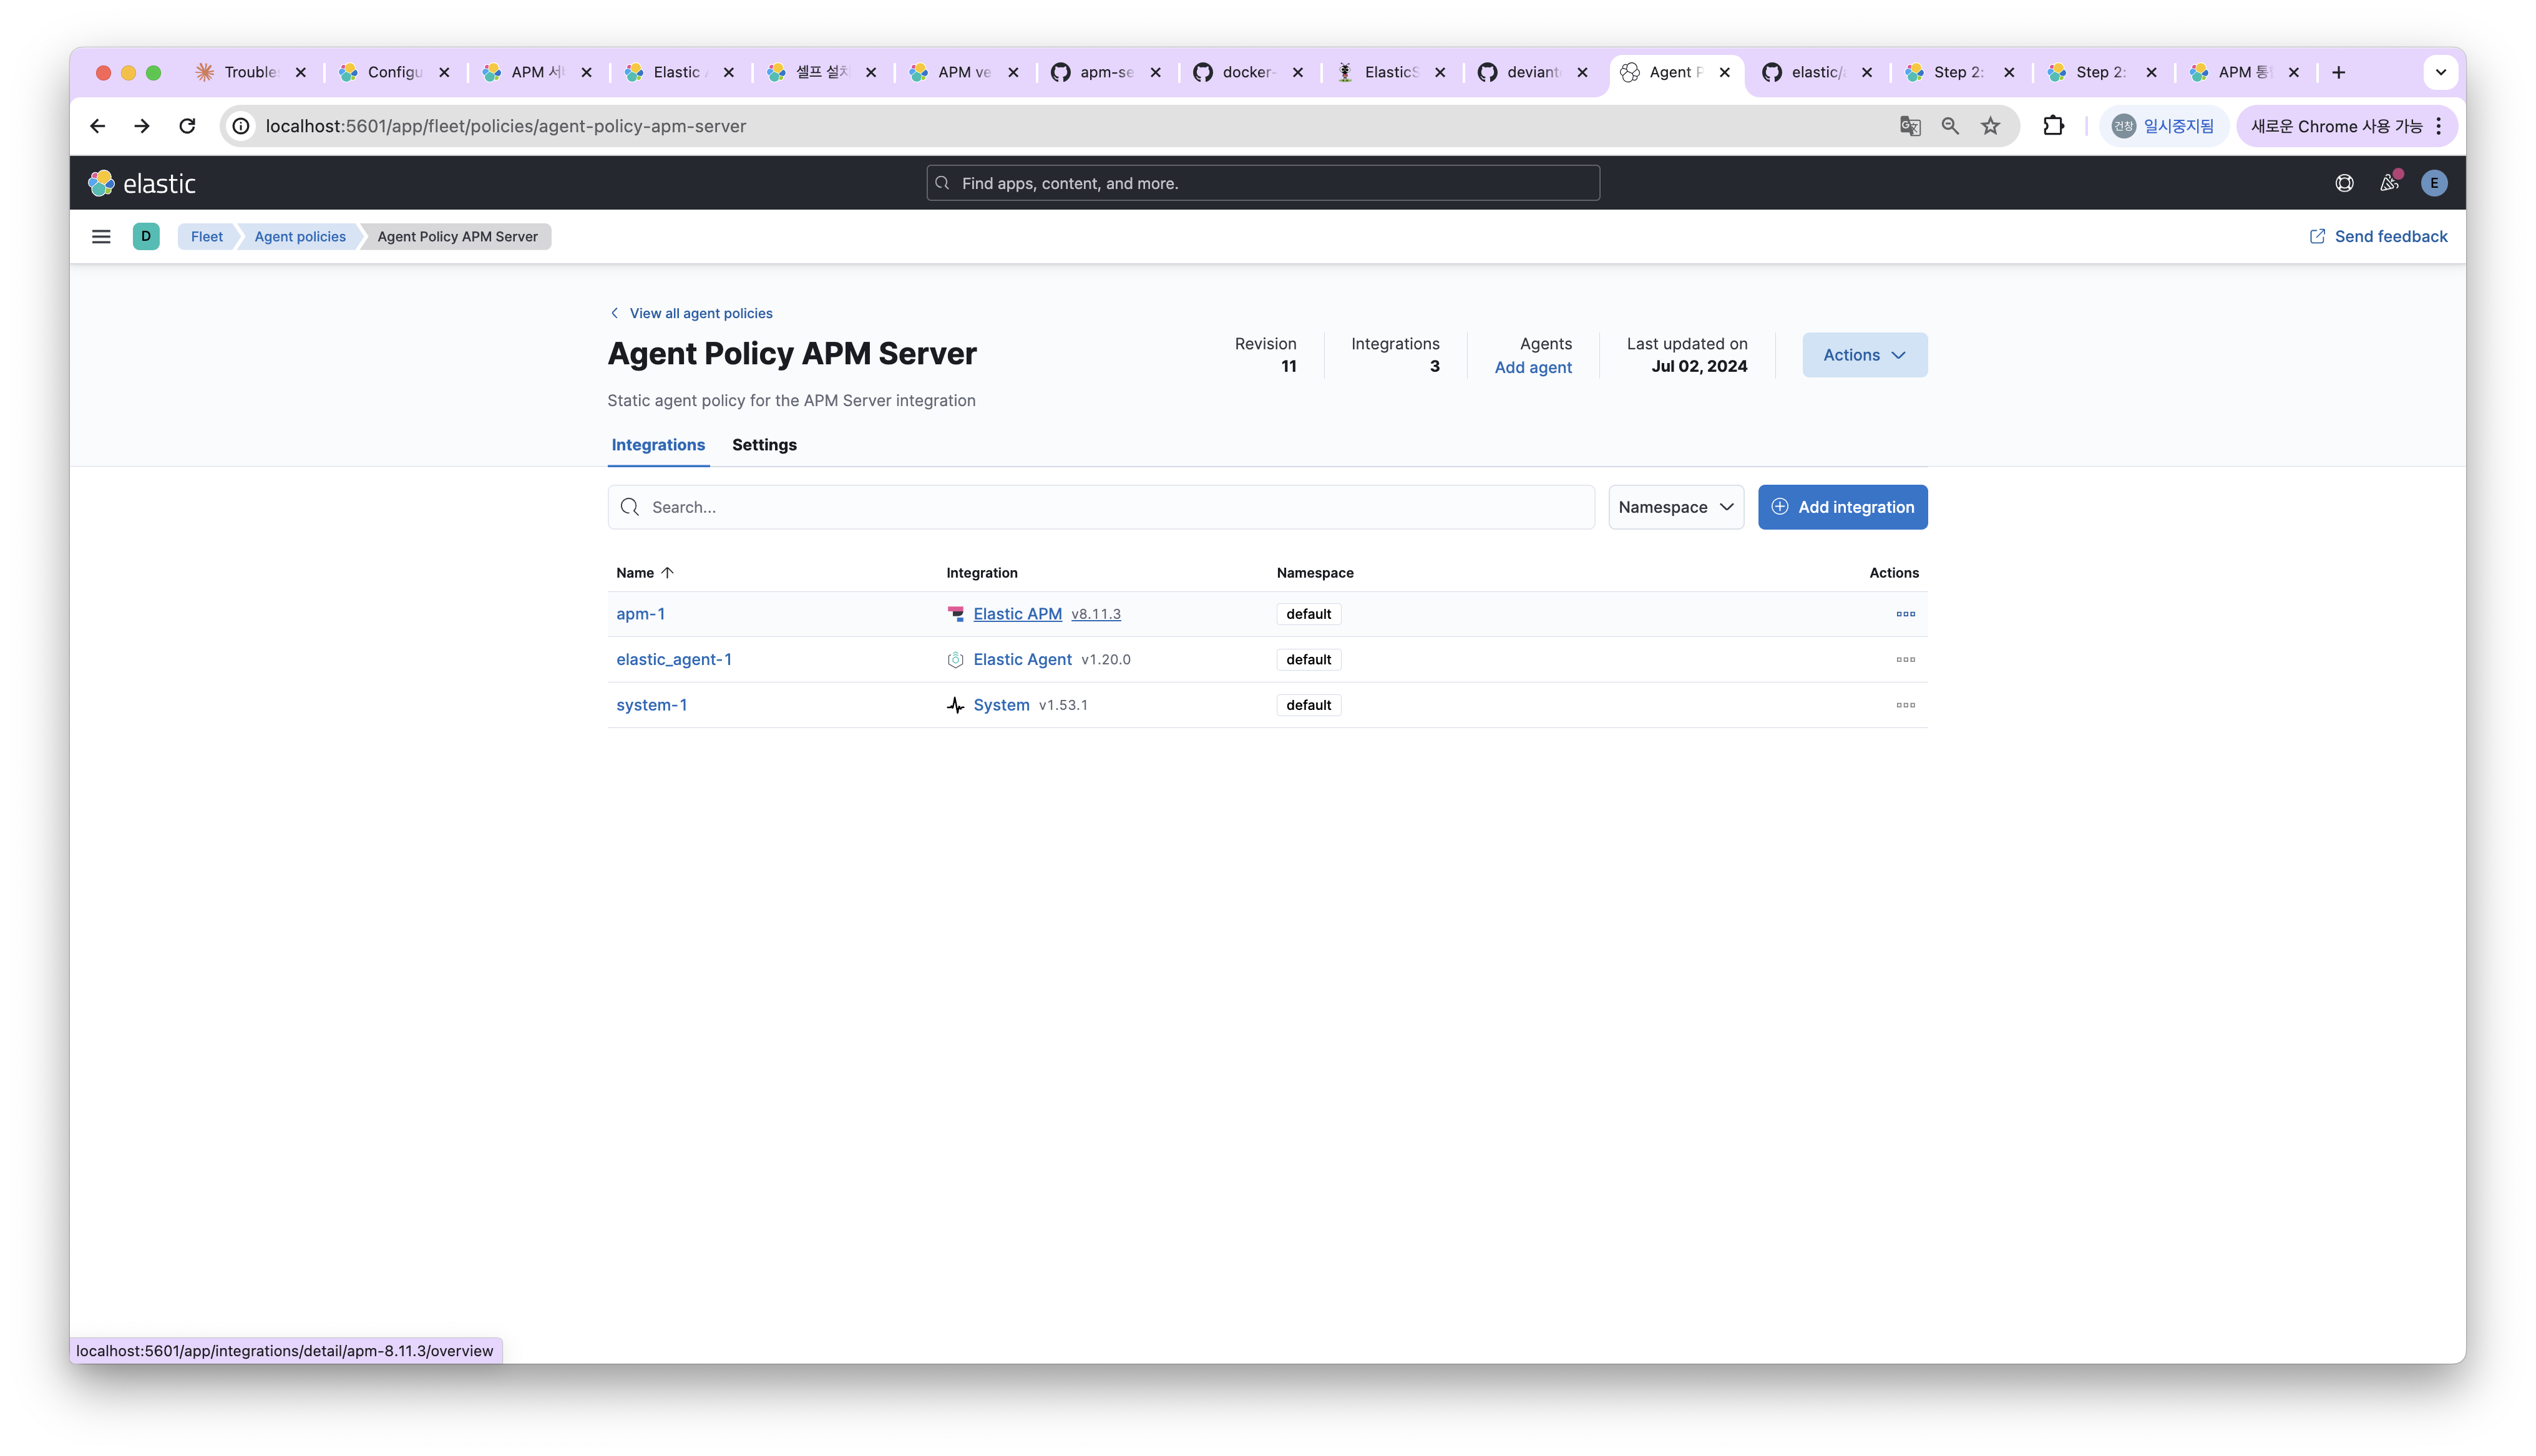 Trouble
Configu
APM 서
Elastic
셀프 설치
APM ve
apm-se
docker-
ElasticS
deviant
Agent P
elastic/
Step 2:
Step 2:
APM 통
localhost:5601/app/fleet/policies/agent-policy-apm-server
건창
일시중지됨
새로운 Chrome 사용 가능
elastic
Find apps, content, and more.
E
D
Fleet
Agent policies
Agent Policy APM Server
Send feedback
View all agent policies
Agent Policy APM Server
Static agent policy for the APM Server integration
Revision
11
Integrations
3
Agents
Add agent
Last updated on
Jul 02, 2024
Actions
Integrations
Settings
Search...
Namespace
Add integration
Name Integration Namespace Actions
apm-1 Elastic APM v8.11.3 default
elastic_agent-1 Elastic Agent v1.20.0 default
system-1 System v1.53.1 default
localhost:5601/app/integrations/detail/apm-8.11.3/overview